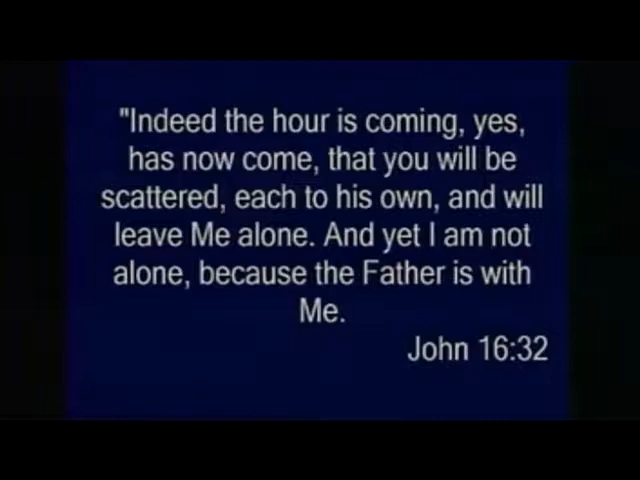 "Indeed the hour is coming, yes,
has now come, that you will be
scattered, each to his own, and will
leave Me alone. And yet I am not
alone, because the Father is with
Me.
John 16:32